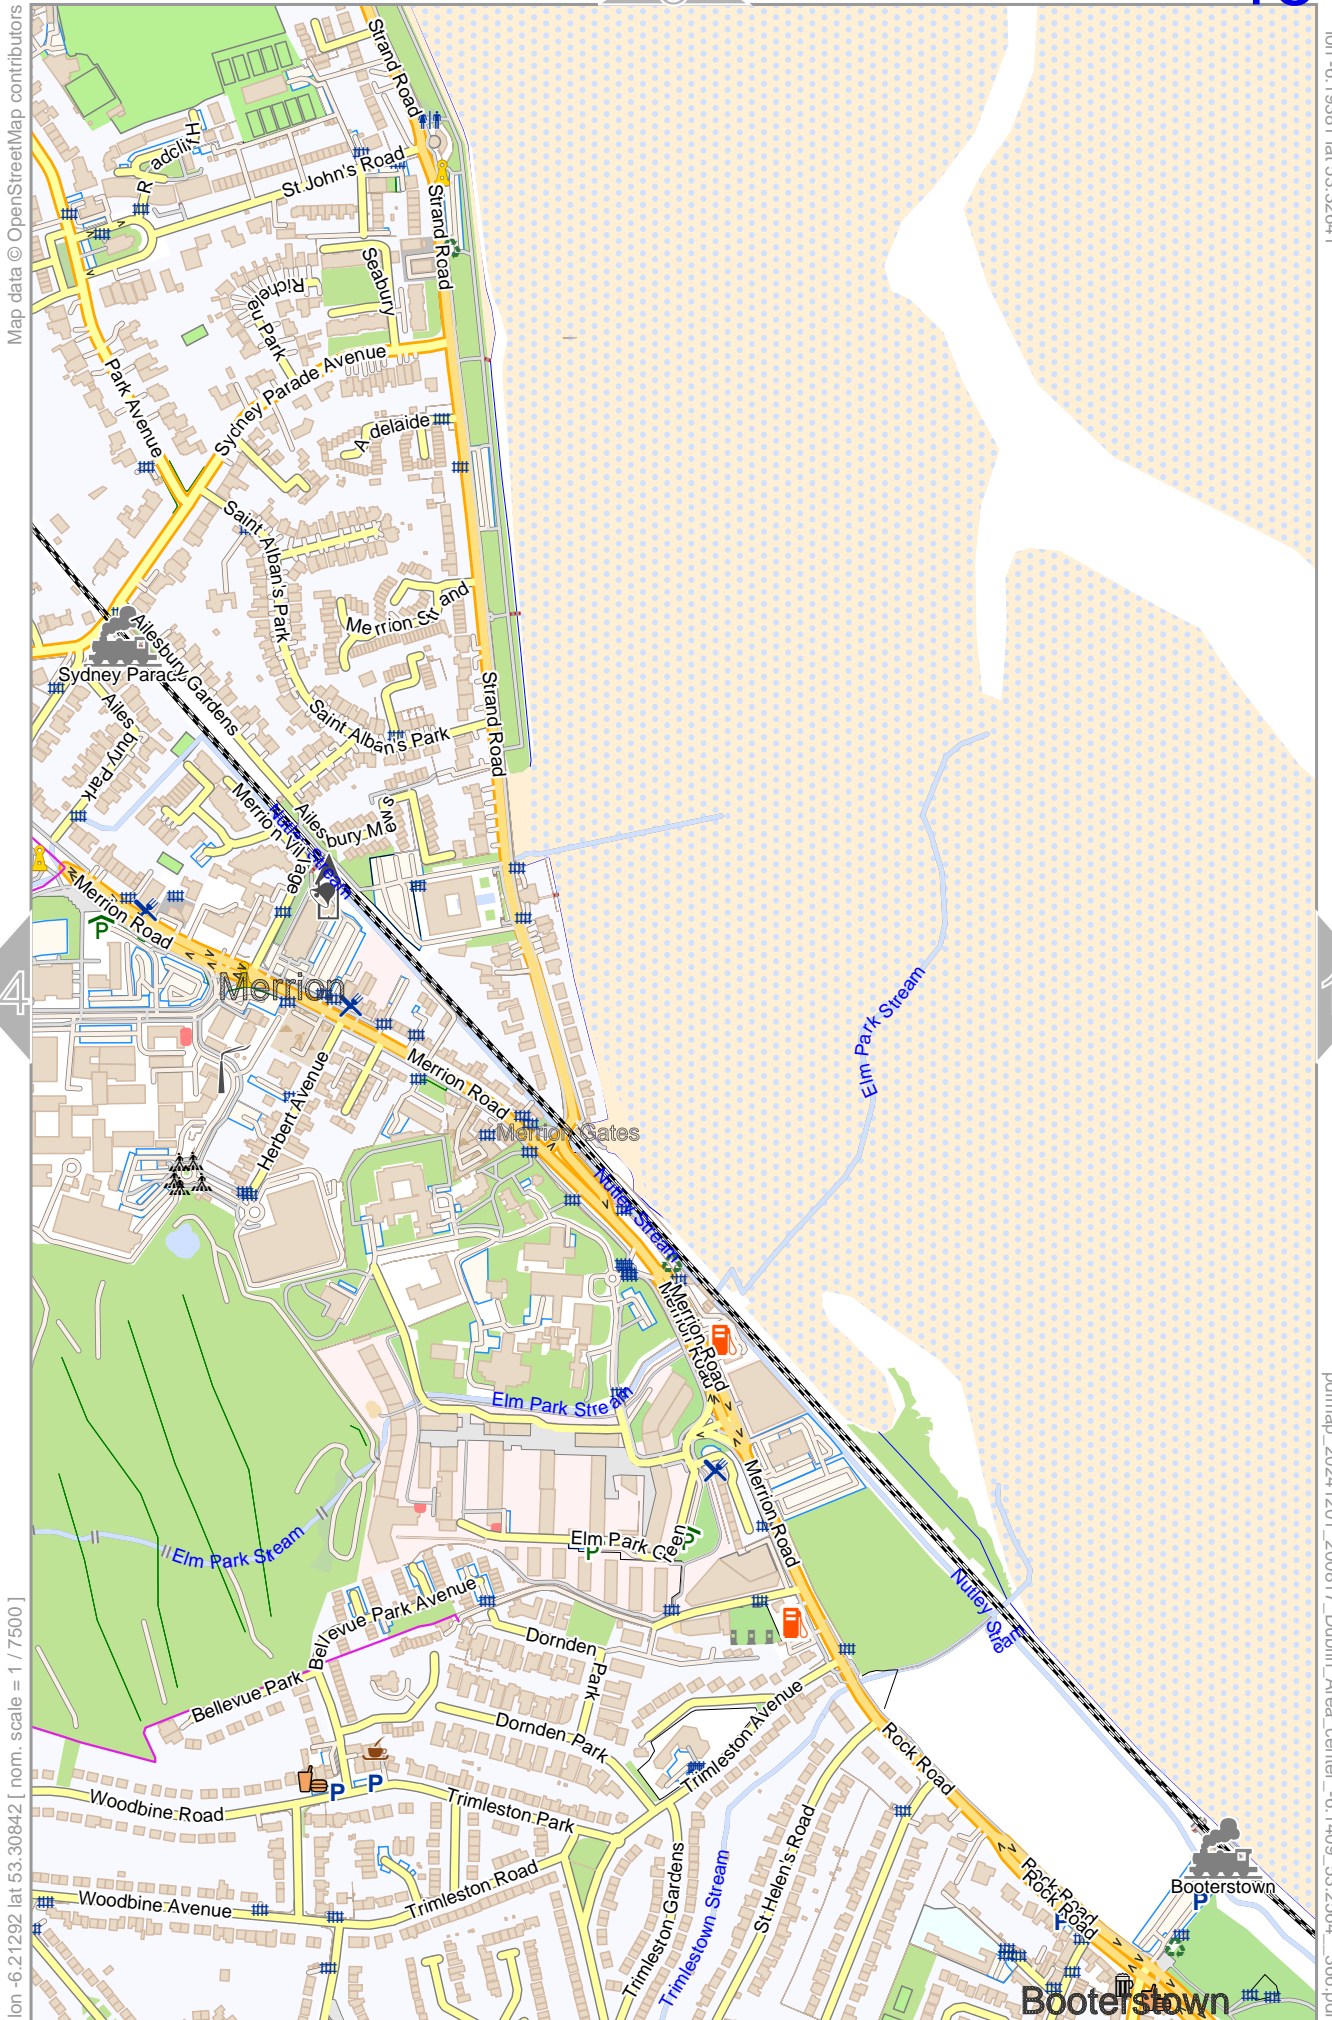 Map data © OpenStreetMap contributors
Strand Road
Radcliff H
St John's Road
Strand Road
Seabury
Richelieu Park
Park Avenue
Sydney Parade Avenue
Adelaide
Saint Alban's Park
Merrion Strand
Ailesbury Gardens
Sydney Parade
Ailesbury Park
Saint Alban's Park
Strand Road
Merrion Village
Nutley Stream
Ailesbury Mews
Merrion Road
P
4
Merrion
Elm Park Stream
Herbert Avenue
Merrion Road
Merrion Gates
Nutley Stream
Merrion Road
Merrion Road
Elm Park Stream
Merrion Road
Elm Park Green
P
P
Elm Park Stream
Nutley Stream
Bellevue Park Avenue
Dornden Park
Bellevue Park
Dornden Park
Trimleston Avenue
Rock Road
P
P
Woodbine Road
Trimleston Park
St Helen's Road
Trimleston Gardens
Trimlestown Stream
Woodbine Avenue
Trimleston Road
Rock Road
Rock Road
Booterstown
P
P
Booterstown
lon -6.21292 lat 53.30842 [ nom. scale = 1 / 7500 ]